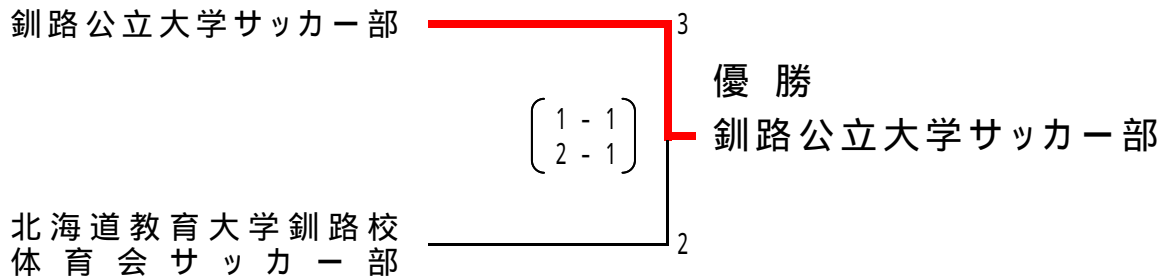 釧路公立大学サッカー部
3
優勝
1 - 1
釧路公立大学サッカー部
2 - 1
北海道教育大学釧路校
体育会サッカー部
2